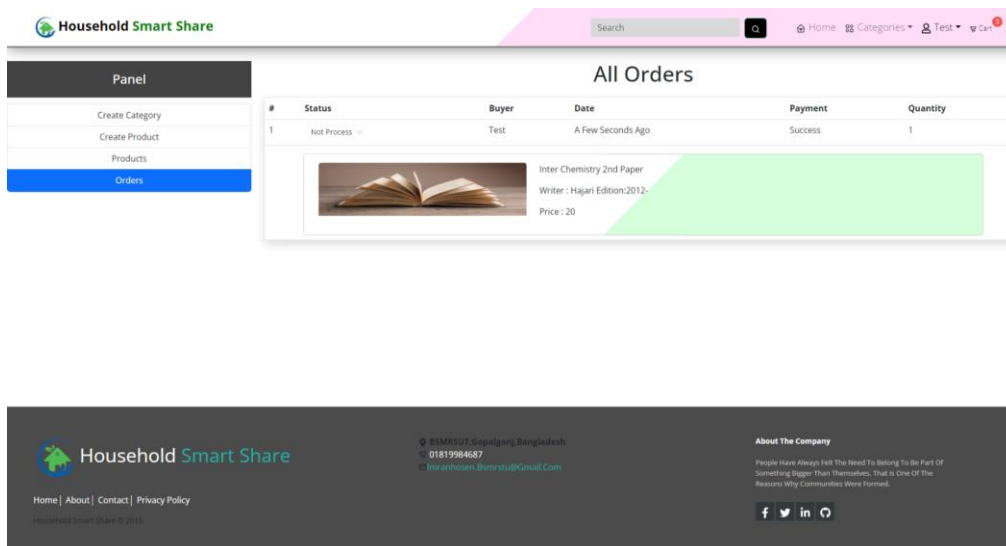 Household Smart Share
Search
Home Categories Test Cart 3
Panel
Create Category
Create Product
Products
Orders
All Orders
# Status Buyer Date Payment Quantity
1 Not Process Test A Few Seconds Ago Success 1
Inter Chemistry 2nd Paper
Writer : Hajari Edition:2012-
Price : 20
Household Smart Share
Home| About| Contact| Privacy Policy
Household Smart Share ©
BSMRSUT,Gopalganj,Bangladesh
01819984687
Imranhosen.Bsmrstu@Gmail.Com
About The Company
People Have Always Felt The Need To Belong To Be Part Of
Something Bigger Than Themselves. That Is One Of The
Reasons Why Communities Were Formed.